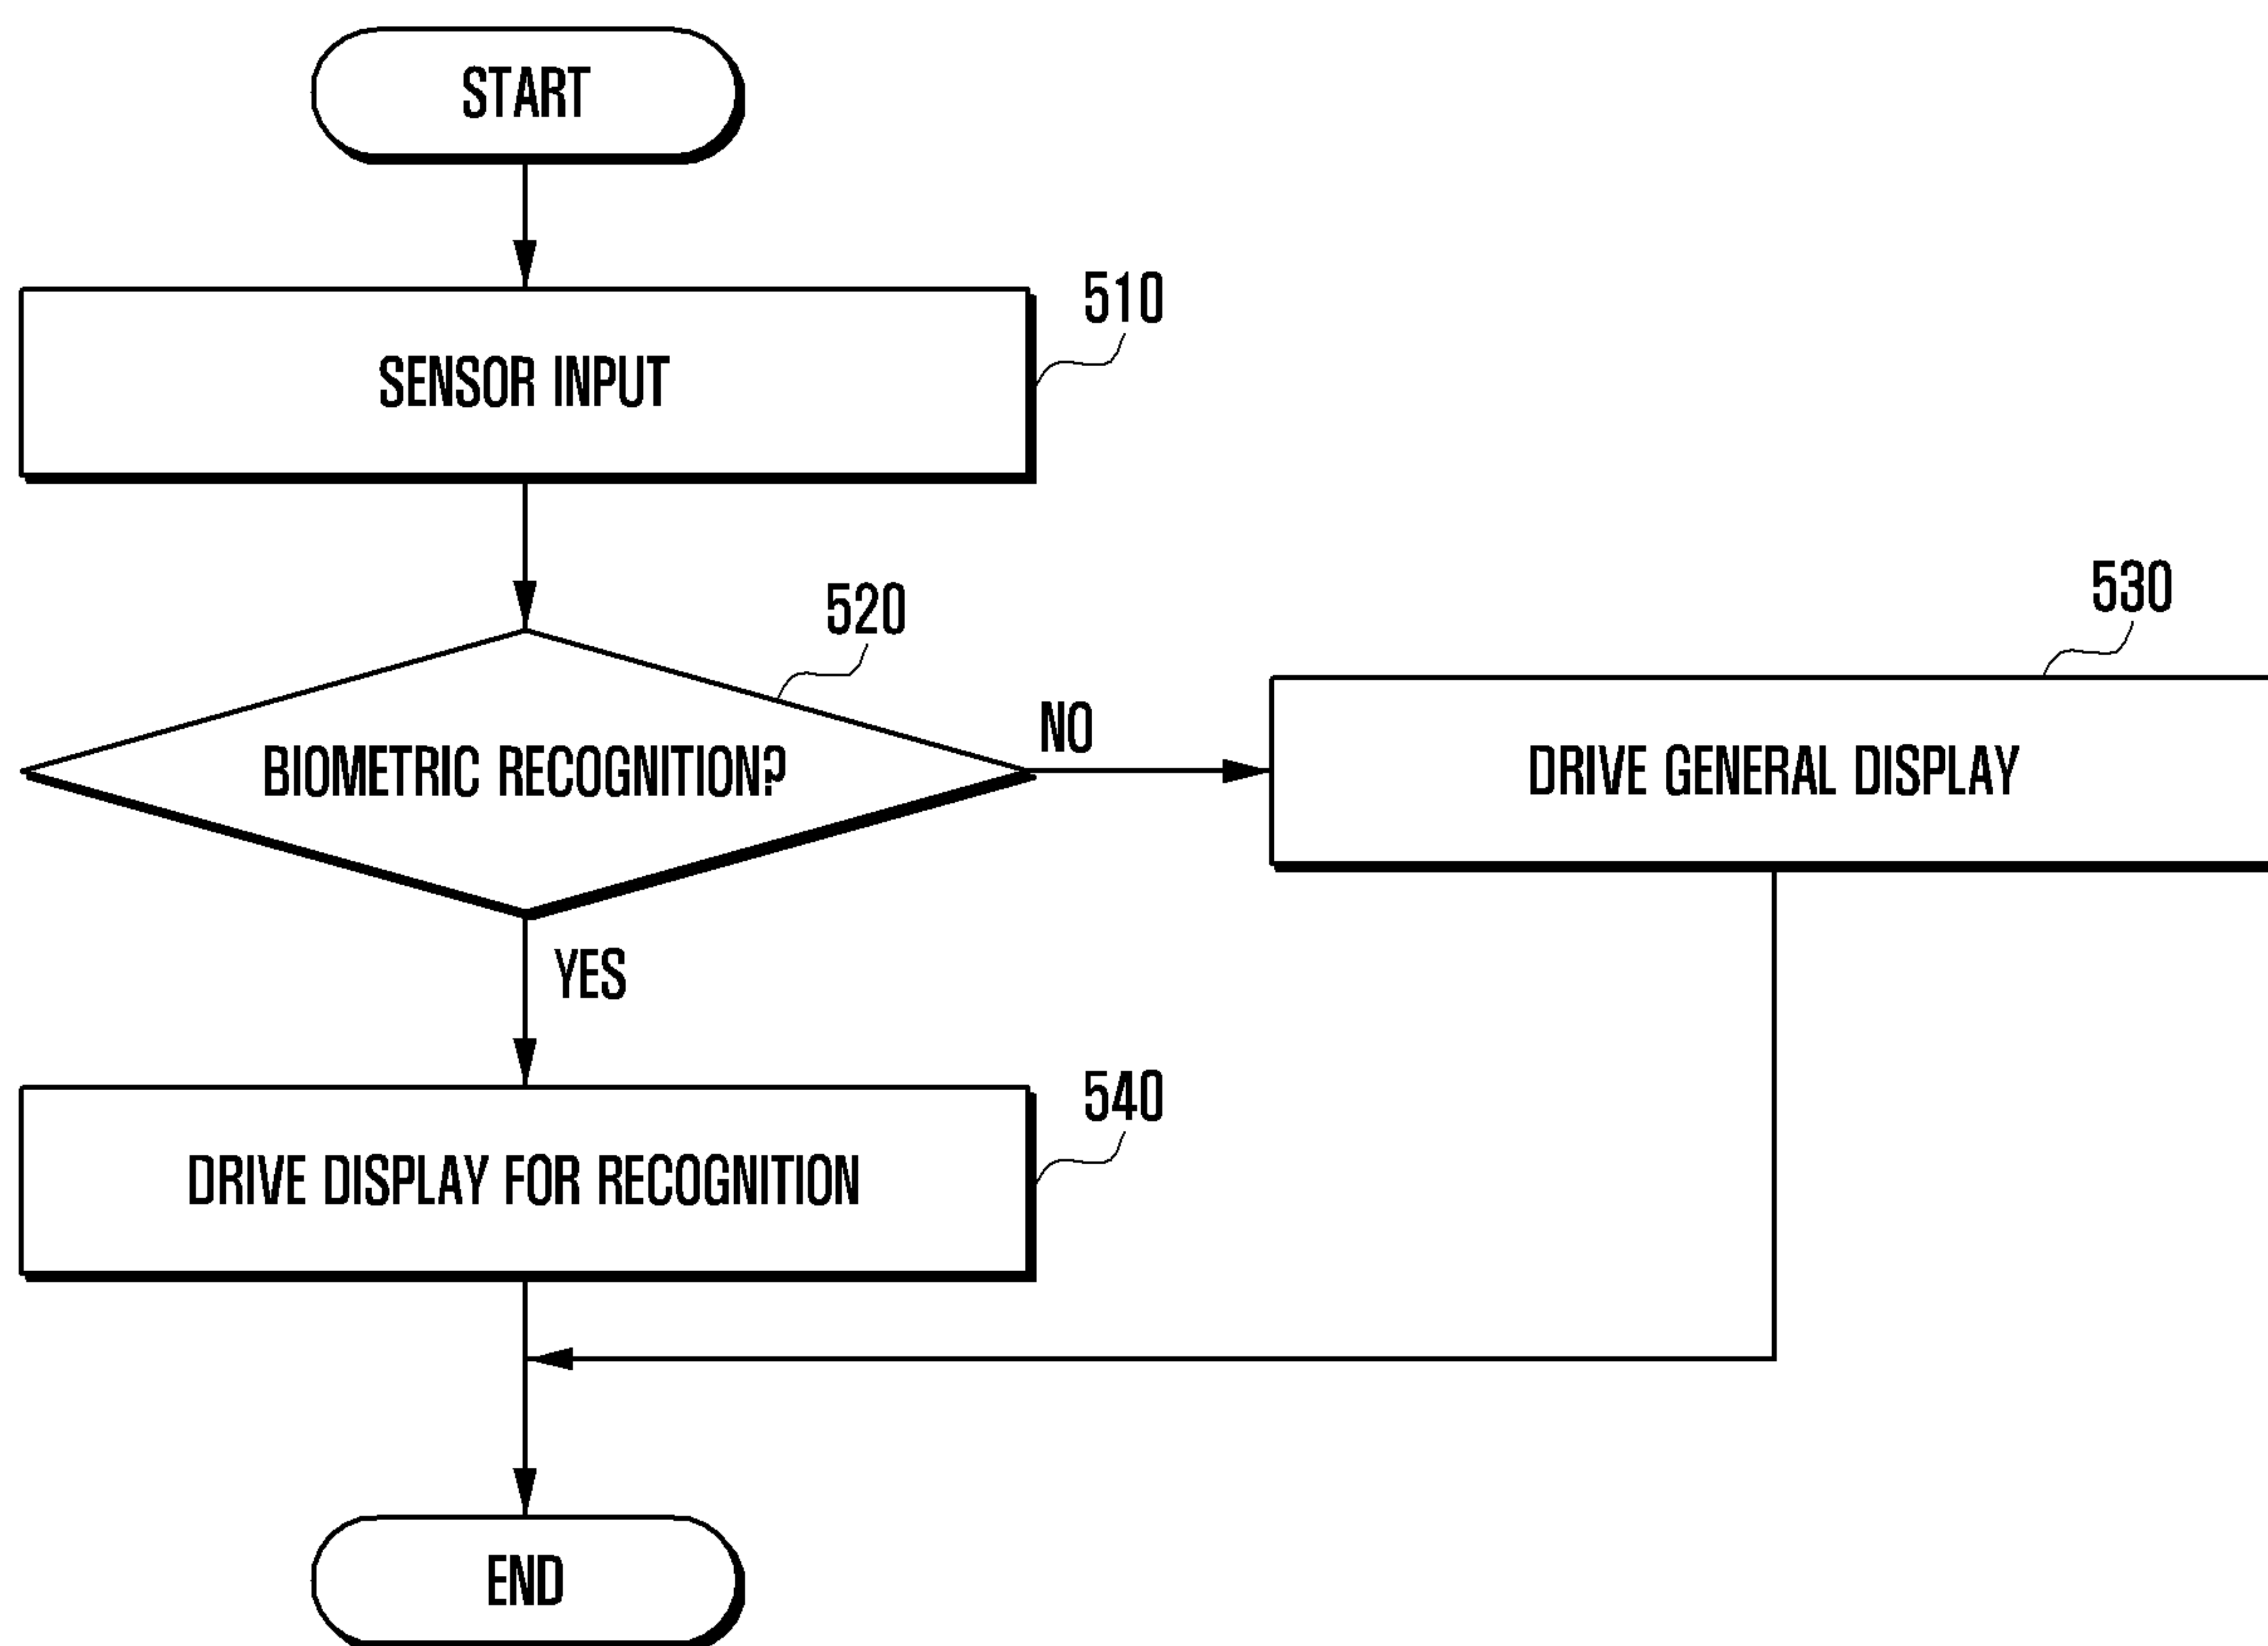 START
510
SENSOR INPUT
520
530
NO
BIOMETRIC RECOGNITION?
DRIVE GENERAL DISPLAY
YES
540
DRIVE DISPLAY FOR RECOGNITION
END